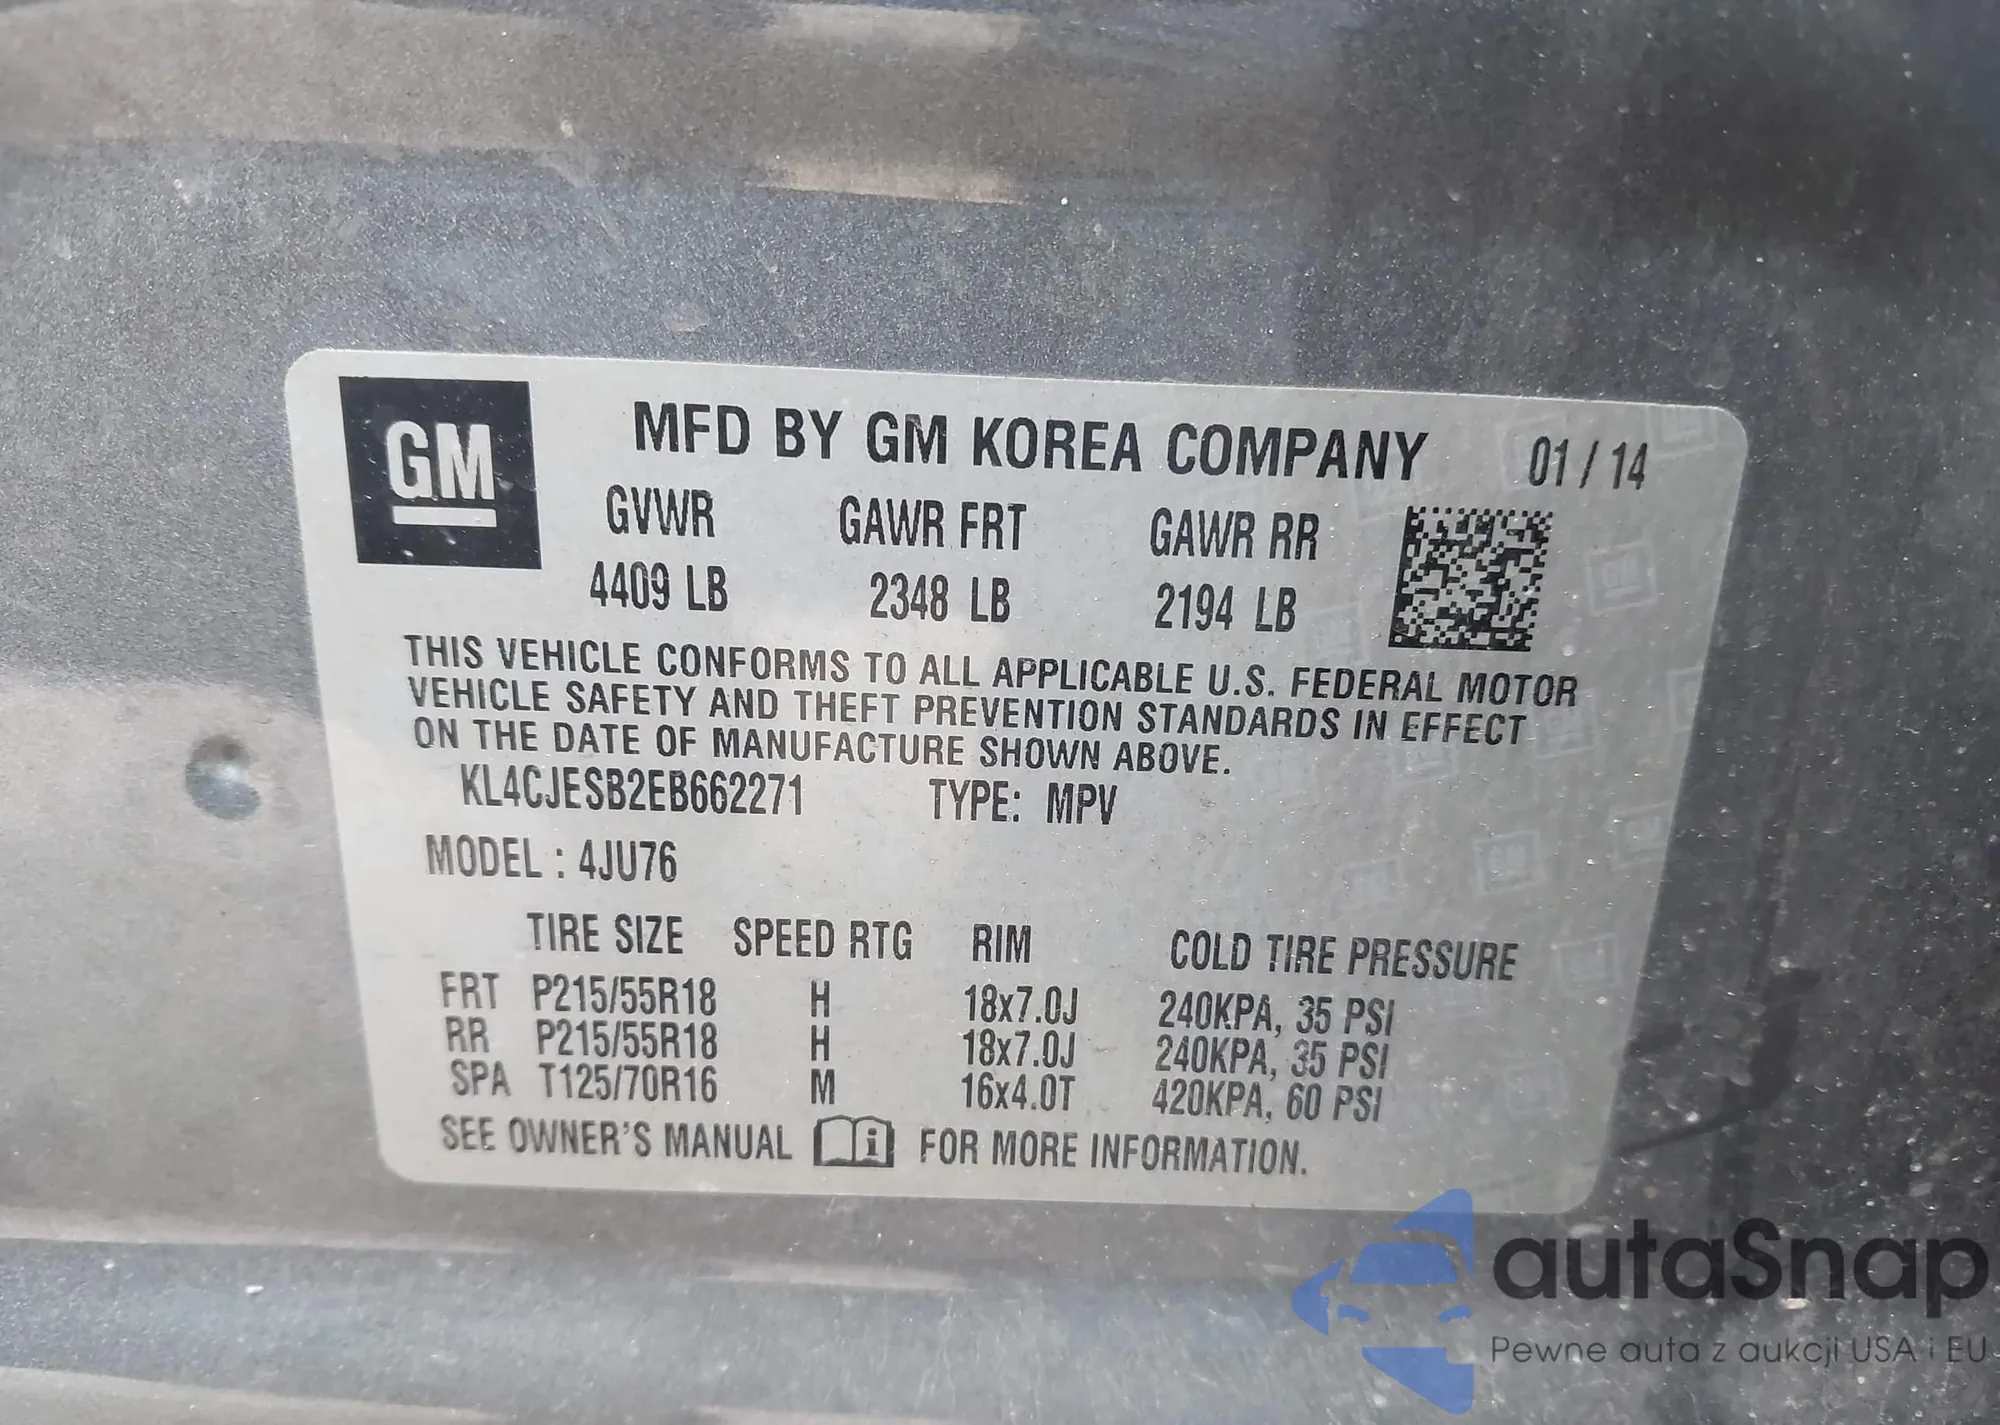 GM
MFD BY GM KOREA COMPANY 01 / 14
GVWR GAWR FRT GAWR RR
4409 LB 2348 LB 2194 LB
THIS VEHICLE CONFORMS TO ALL APPLICABLE U.S. FEDERAL MOTOR
VEHICLE SAFETY AND THEFT PREVENTION STANDARDS IN EFFECT
ON THE DATE OF MANUFACTURE SHOWN ABOVE.
KL4CJESB2EB662271 TYPE: MPV
MODEL : 4JU76
TIRE SIZE SPEED RTG RIM COLD TIRE PRESSURE
FRT P215/55R18 H 18x7.0J 240KPA, 35 PSI
RR P215/55R18 H 18x7.0J 240KPA, 35 PSI
SPA T125/70R16 M 16x4.0T 420KPA, 60 PSI
SEE OWNER'S MANUAL i FOR MORE INFORMATION.
autaSnap
Pewne auta z aukcji USA i EU